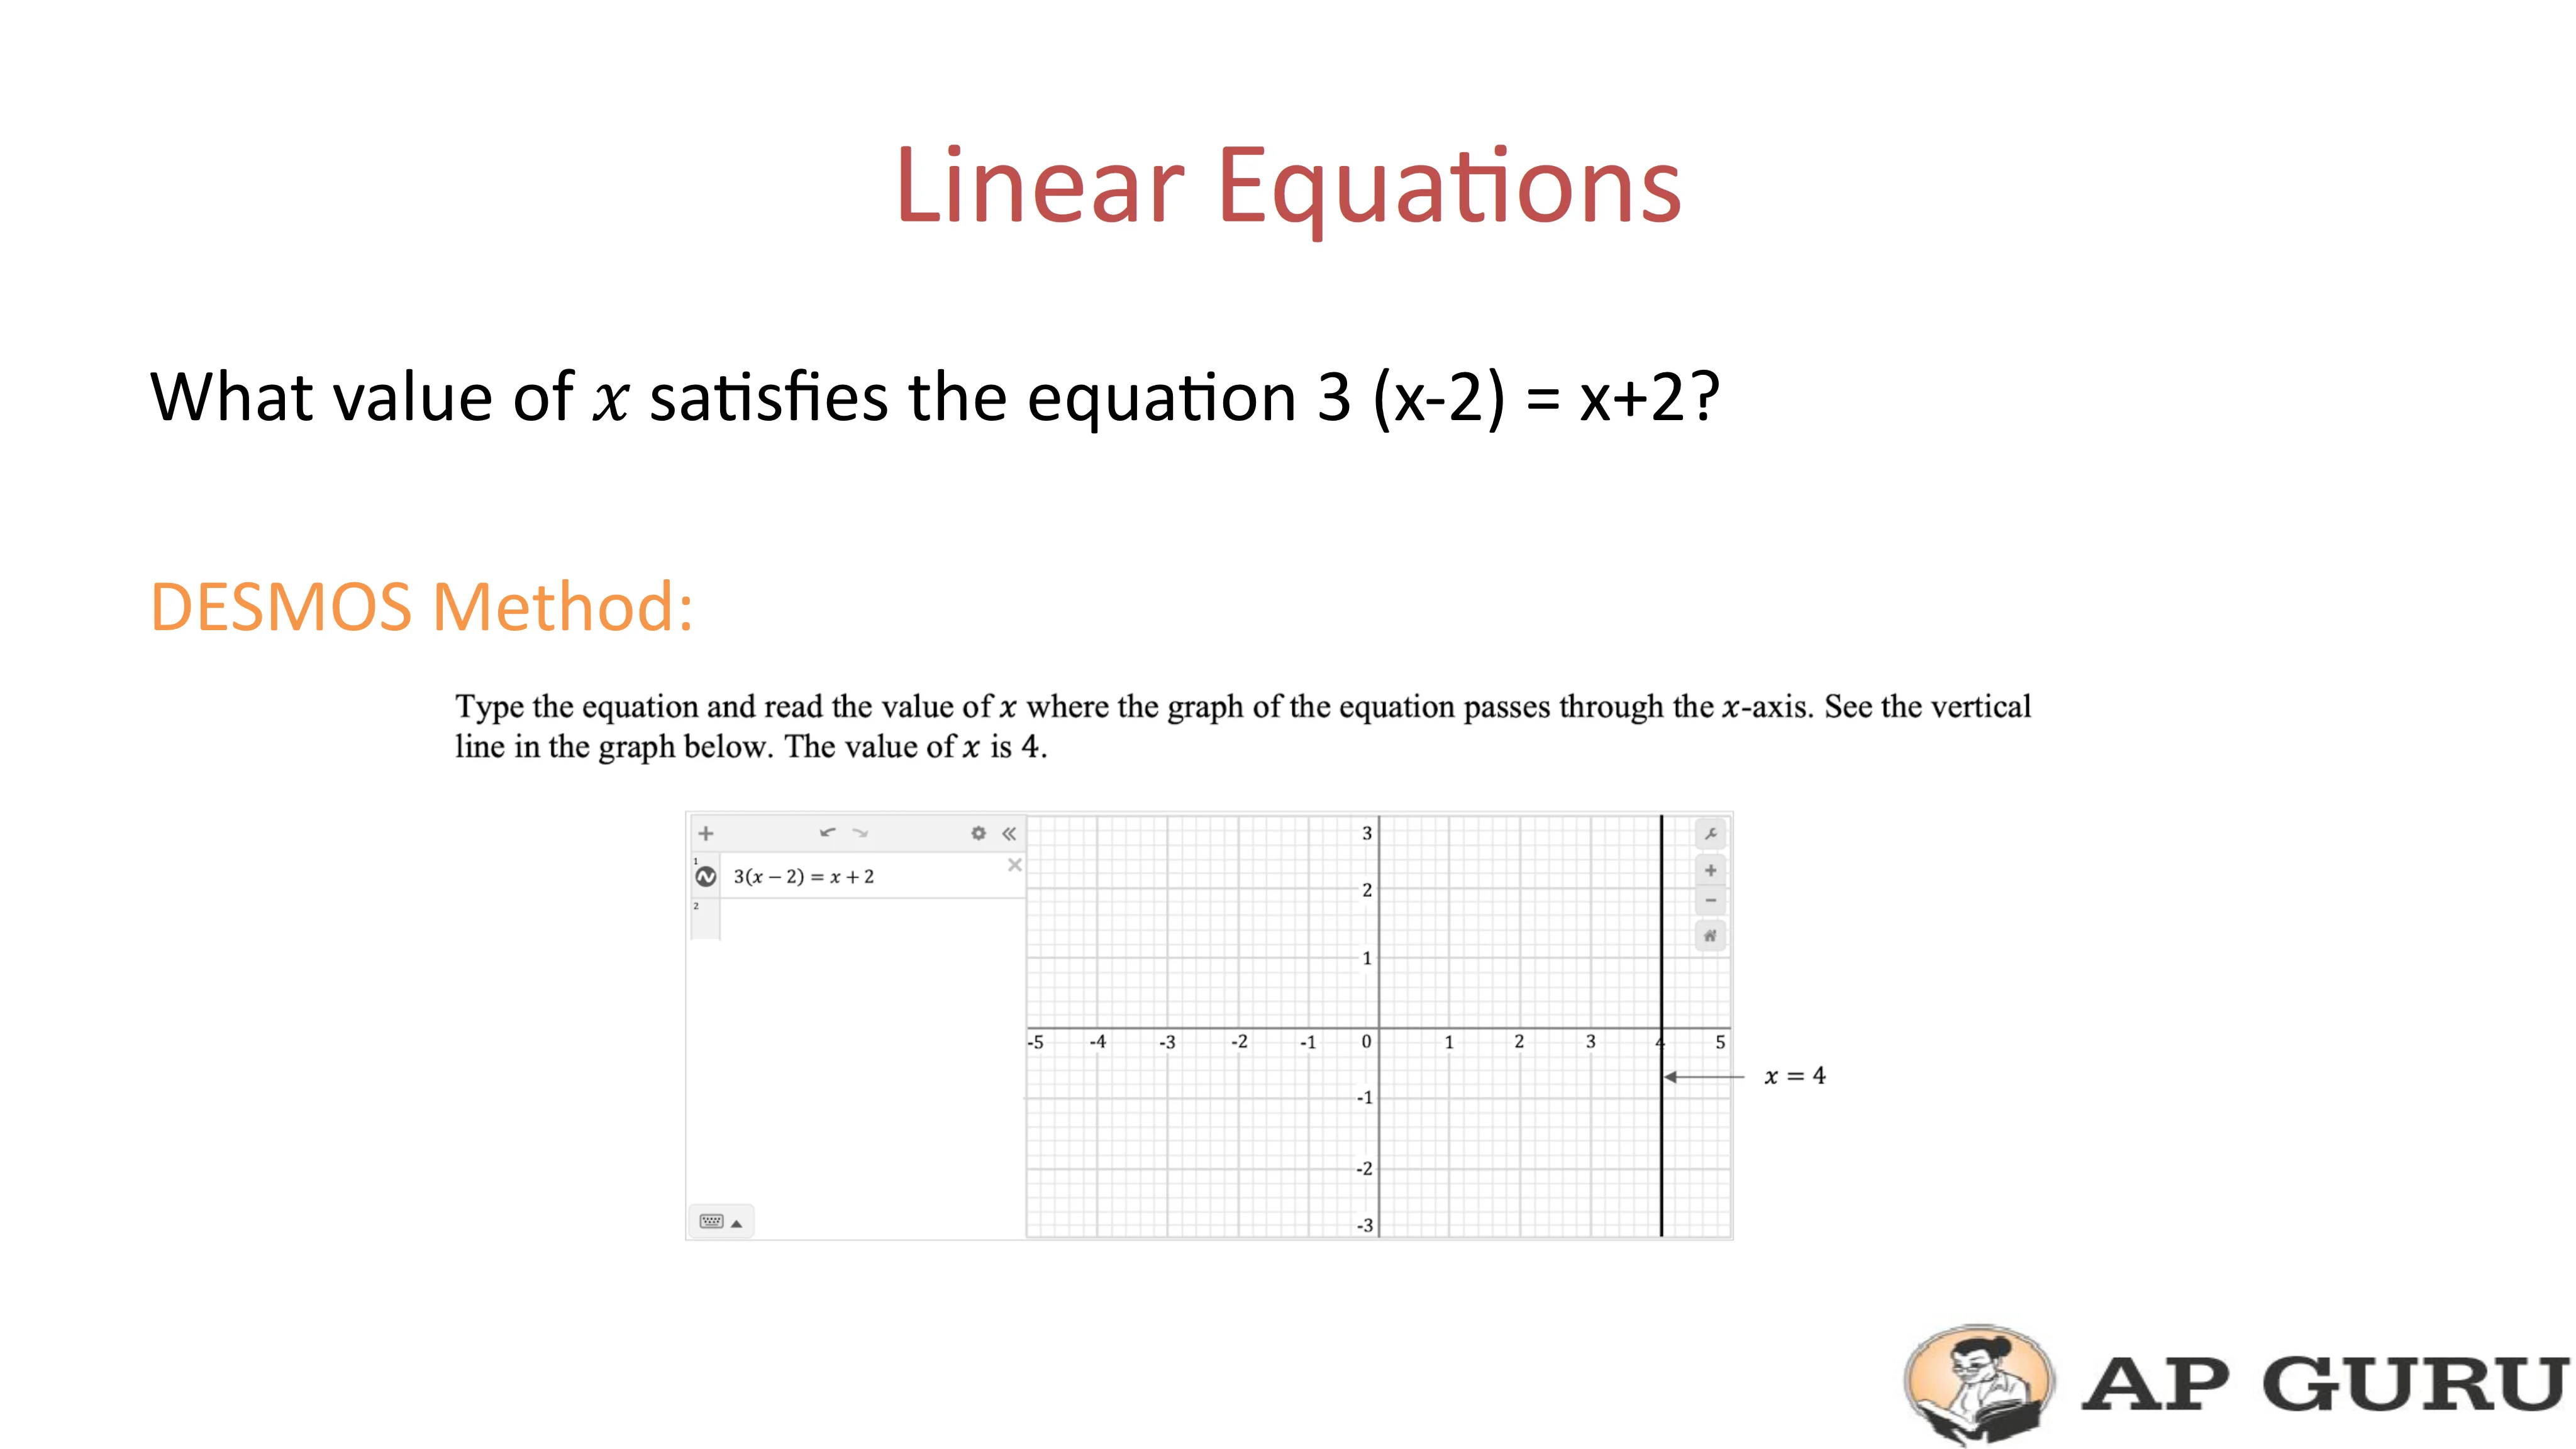 Linear Equations
What value of x satisfies the equation 3 (x-2) = x+2?
DESMOS Method:
Type the equation and read the value of x where the graph of the equation passes through the x-axis. See the vertical
line in the graph below. The value of x is 4.
1
3(x − 2) = x + 2
2
3
2
1
-5 -4 -3 -2 -1 0 1 2 3 4 5
x = 4
-1
-2
-3
AP GURU